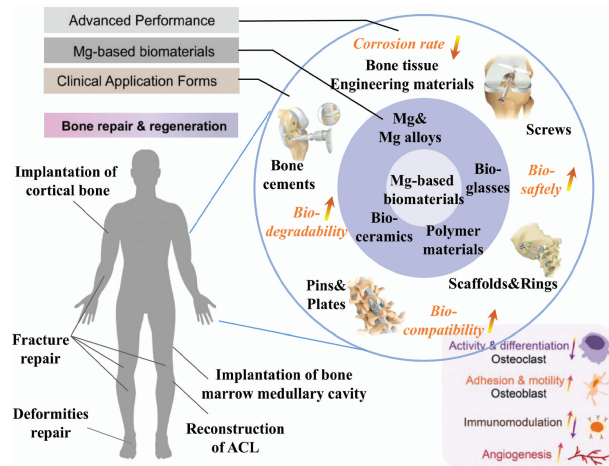 Advanced Performance
Mg-based biomaterials
Clinical Application Forms
Bone repair & regeneration
Corrosion rate
Bone tissue
Engineering materials
Screws
Mg&
Mg alloys
Bone
cements
Bio-
glasses
Bio-
saftely
Mg-based
biomaterials
Bio-
degradability
Bio-
ceramics
Polymer
materials
Pins&
Plates
Scaffolds&Rings
Bio-
compatibility
Implantation of
cortical bone
Fracture
repair
Deformities
repair
Implantation of bone
marrow medullary cavity
Reconstruction
of ACL
Activity & differentiation
Osteoclast
Adhesion & motility
Osteoblast
Immunomodulation
Angiogenesis